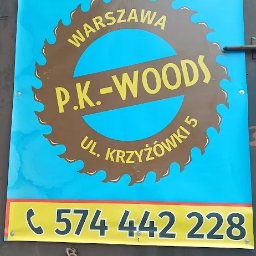 WARSZAWA
P.K.-WOODS
UL. KRZYŻÓWKI 5
574 442 228